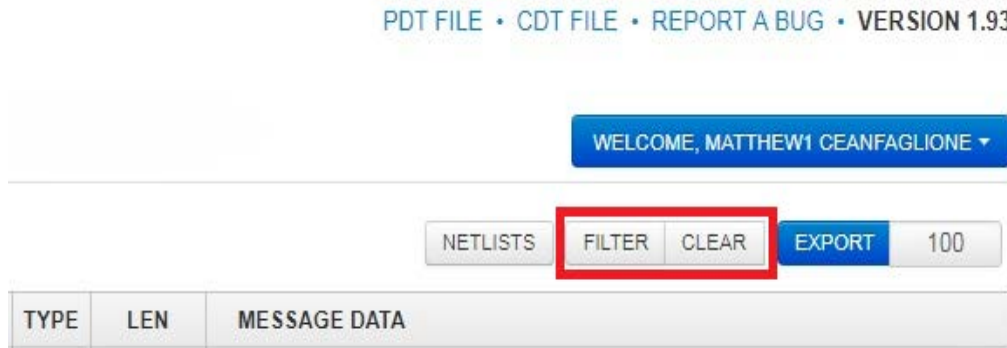 PDT FILE • CDT FILE • REPORT A BUG • VERSION 1.93
WELCOME, MATTHEW1 CEANFAGLIONE
NETLISTS FILTER CLEAR EXPORT 100
TYPE LEN MESSAGE DATA